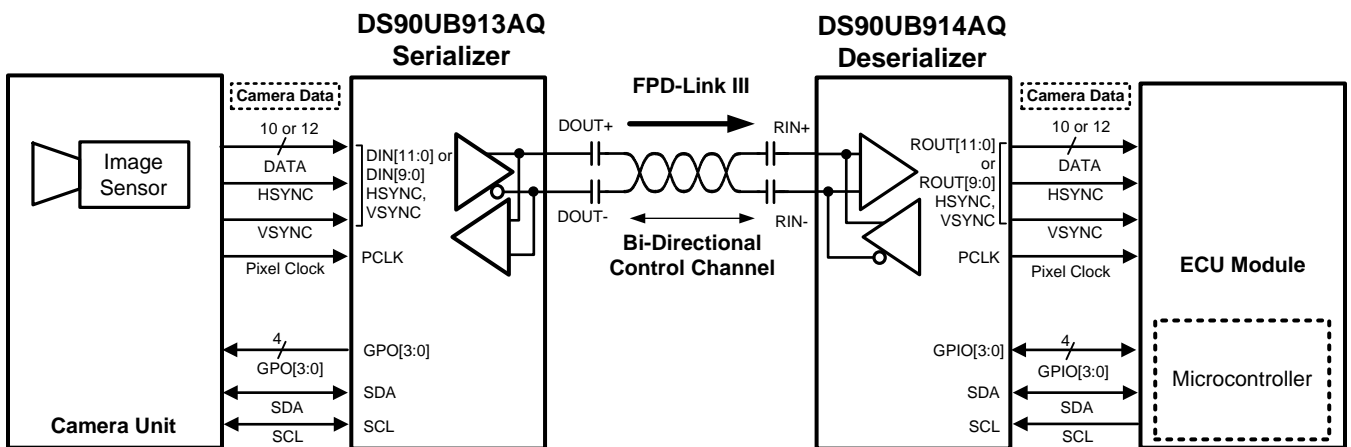 DS90UB913AQ
Serializer
DS90UB914AQ
Deserializer
Camera Data
10 or 12
DATA
HSYNC
VSYNC
Pixel Clock
Image
Sensor
Camera Unit
4
GPO[3:0]
SDA
SCL
DIN[11:0] or
DIN[9:0]
HSYNC,
VSYNC
PCLK
GPO[3:0]
SDA
SCL
FPD-Link III
DOUT+
DOUT-
RIN+
RIN-
Bi-Directional
Control Channel
ROUT[11:0]
or
ROUT[9:0]
HSYNC,
VSYNC
PCLK
GPIO[3:0]
SDA
SCL
Camera Data
10 or 12
DATA
HSYNC
VSYNC
Pixel Clock
4
GPIO[3:0]
SDA
SCL
ECU Module
Microcontroller